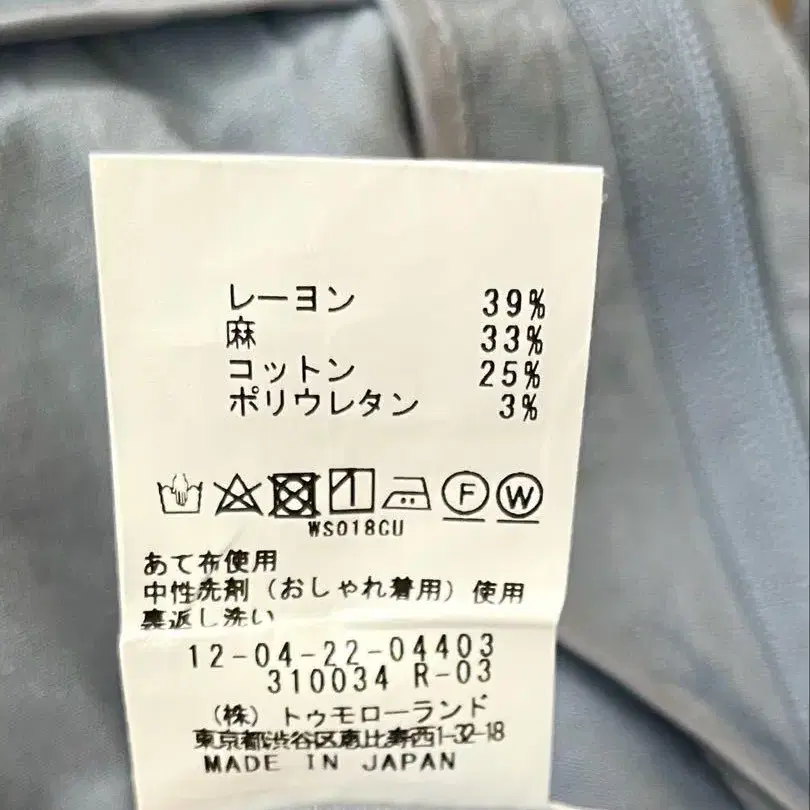 レーヨン 39%
麻 33%
コットン 25%
ポリウレタン 3%
F W
WS018CU
あて布使用
中性洗剤(おしゃれ着用)使用
裏返し洗い
12-04-22-04403
310034 R-03
(株)トゥモローランド
東京都渋谷区恵比寿西1-32-18
MADE IN JAPAN